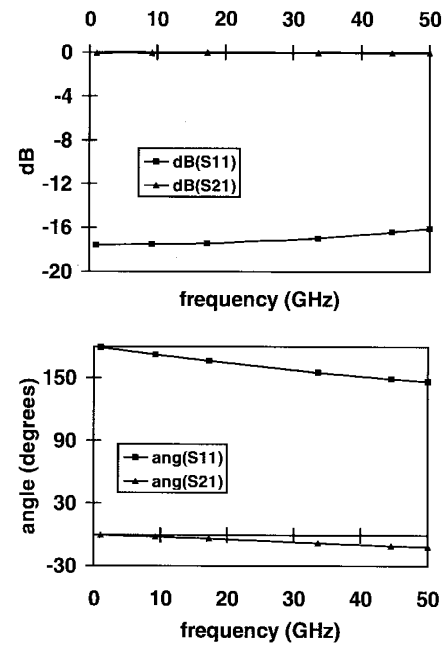 0 10 20 30 40 50
0
-4
-8
-12
-16
-20
dB
dB(S11)
dB(S21)
frequency (GHz)
150
90
30
-30
angle (degrees)
ang(S11)
ang(S21)
0 10 20 30 40 50
frequency (GHz)